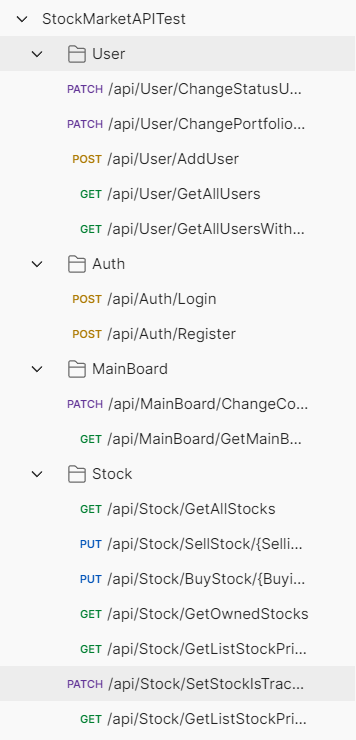 StockMarketAPITest
User
PATCH /api/User/ChangeStatusU...
PATCH /api/User/ChangePortfolio...
POST /api/User/AddUser
GET /api/User/GetAllUsers
GET /api/User/GetAllUsersWith...
Auth
POST /api/Auth/Login
POST /api/Auth/Register
MainBoard
PATCH /api/MainBoard/ChangeCo...
GET /api/MainBoard/GetMainB...
Stock
GET /api/Stock/GetAllStocks
PUT /api/Stock/SellStock/{Selli...
PUT /api/Stock/BuyStock/{Buyi...
GET /api/Stock/GetOwnedStocks
GET /api/Stock/GetListStockPri...
PATCH /api/Stock/SetStockIsTrac...
GET /api/Stock/GetListStockPri...